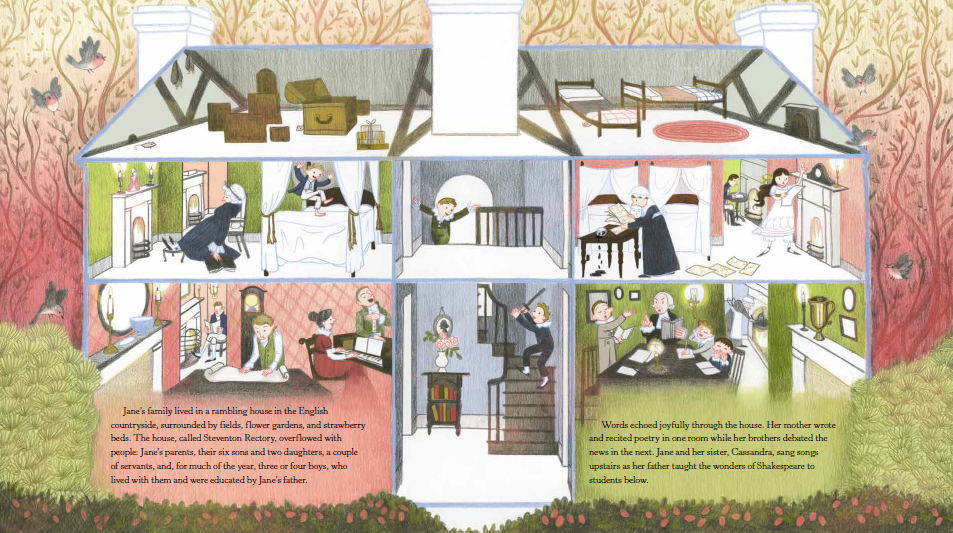 Jane's family lived in a rambling house in the English
countryside, surrounded by fields, flower gardens, and strawberry
beds. The house, called Steventon Rectory, overflowed with
people: Jane's parents, their six sons and two daughters, a couple
of servants, and, for much of the year, three or four boys, who
lived with them and were educated by Jane's father.
Words echoed joyfully through the house. Her mother wrote
and recited poetry in one room while her brothers debated the
news in the next. Jane and her sister, Cassandra, sang songs
upstairs as her father taught the wonders of Shakespeare to
students below.